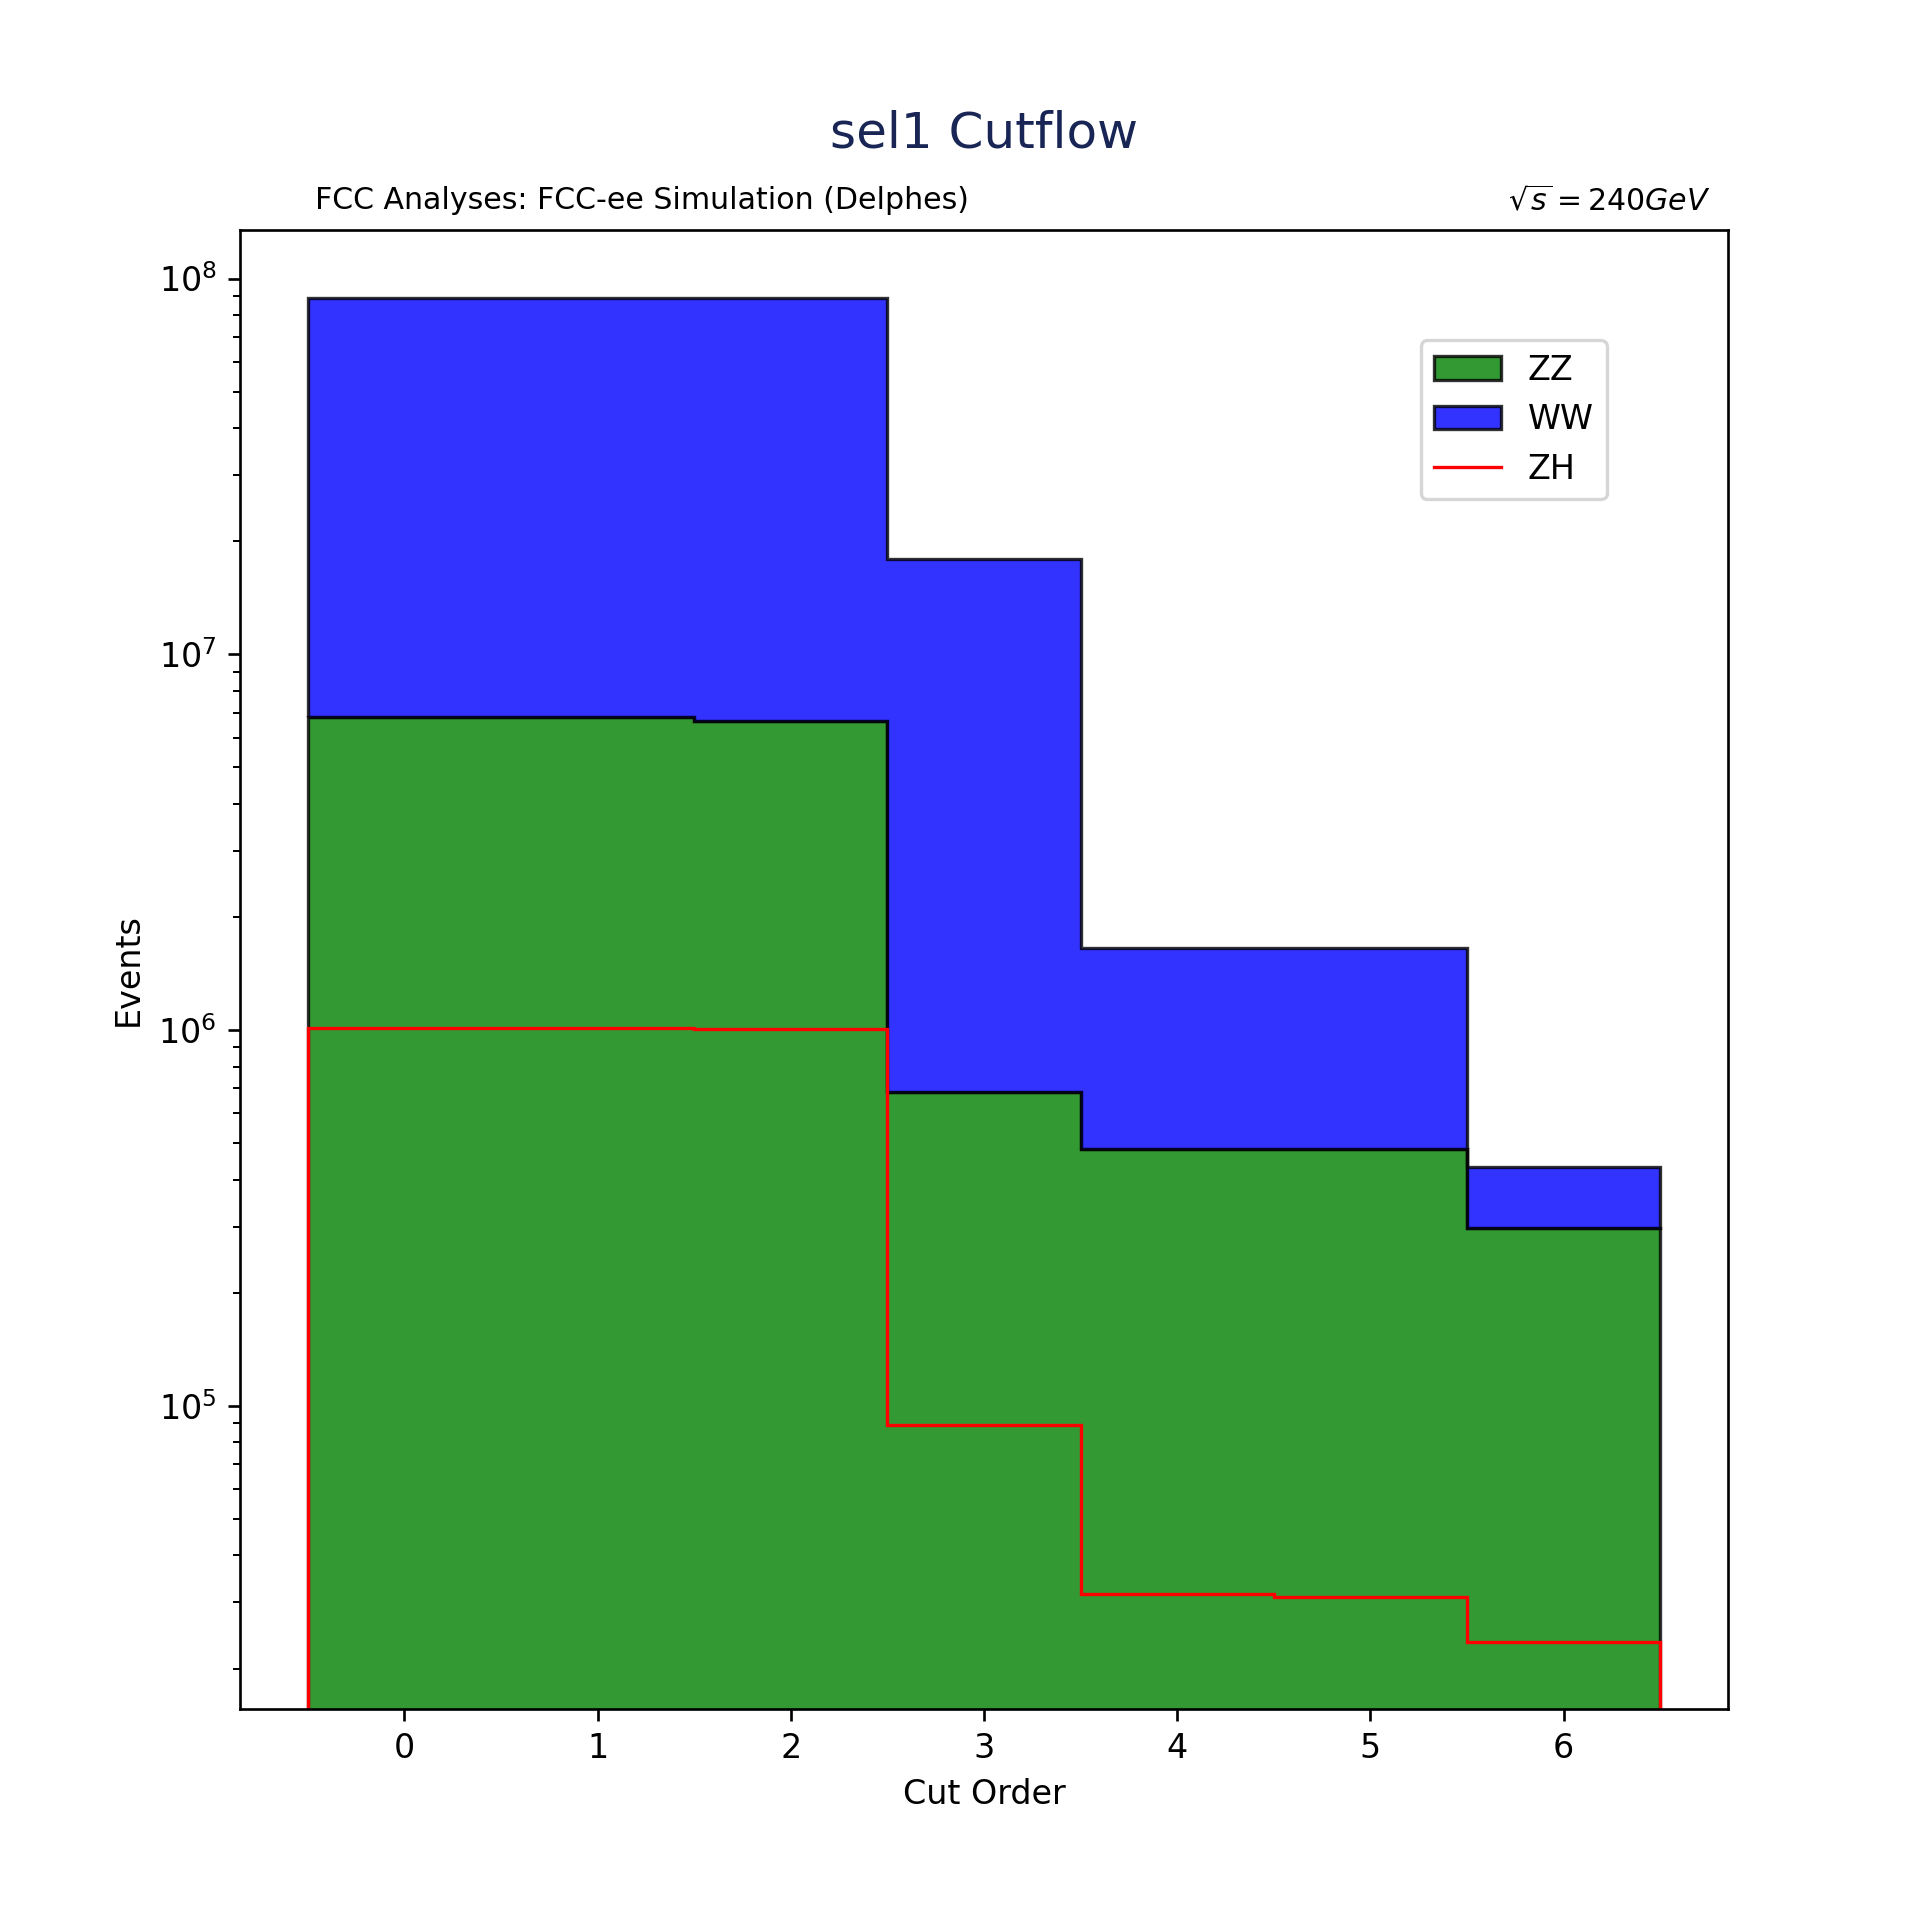 sel1 Cutflow
FCC Analyses: FCC-ee Simulation (Delphes)
√s = 240GeV
10⁸
10⁷
10⁶
10⁵
Events
ZZ
WW
ZH
0 1 2 3 4 5 6
Cut Order